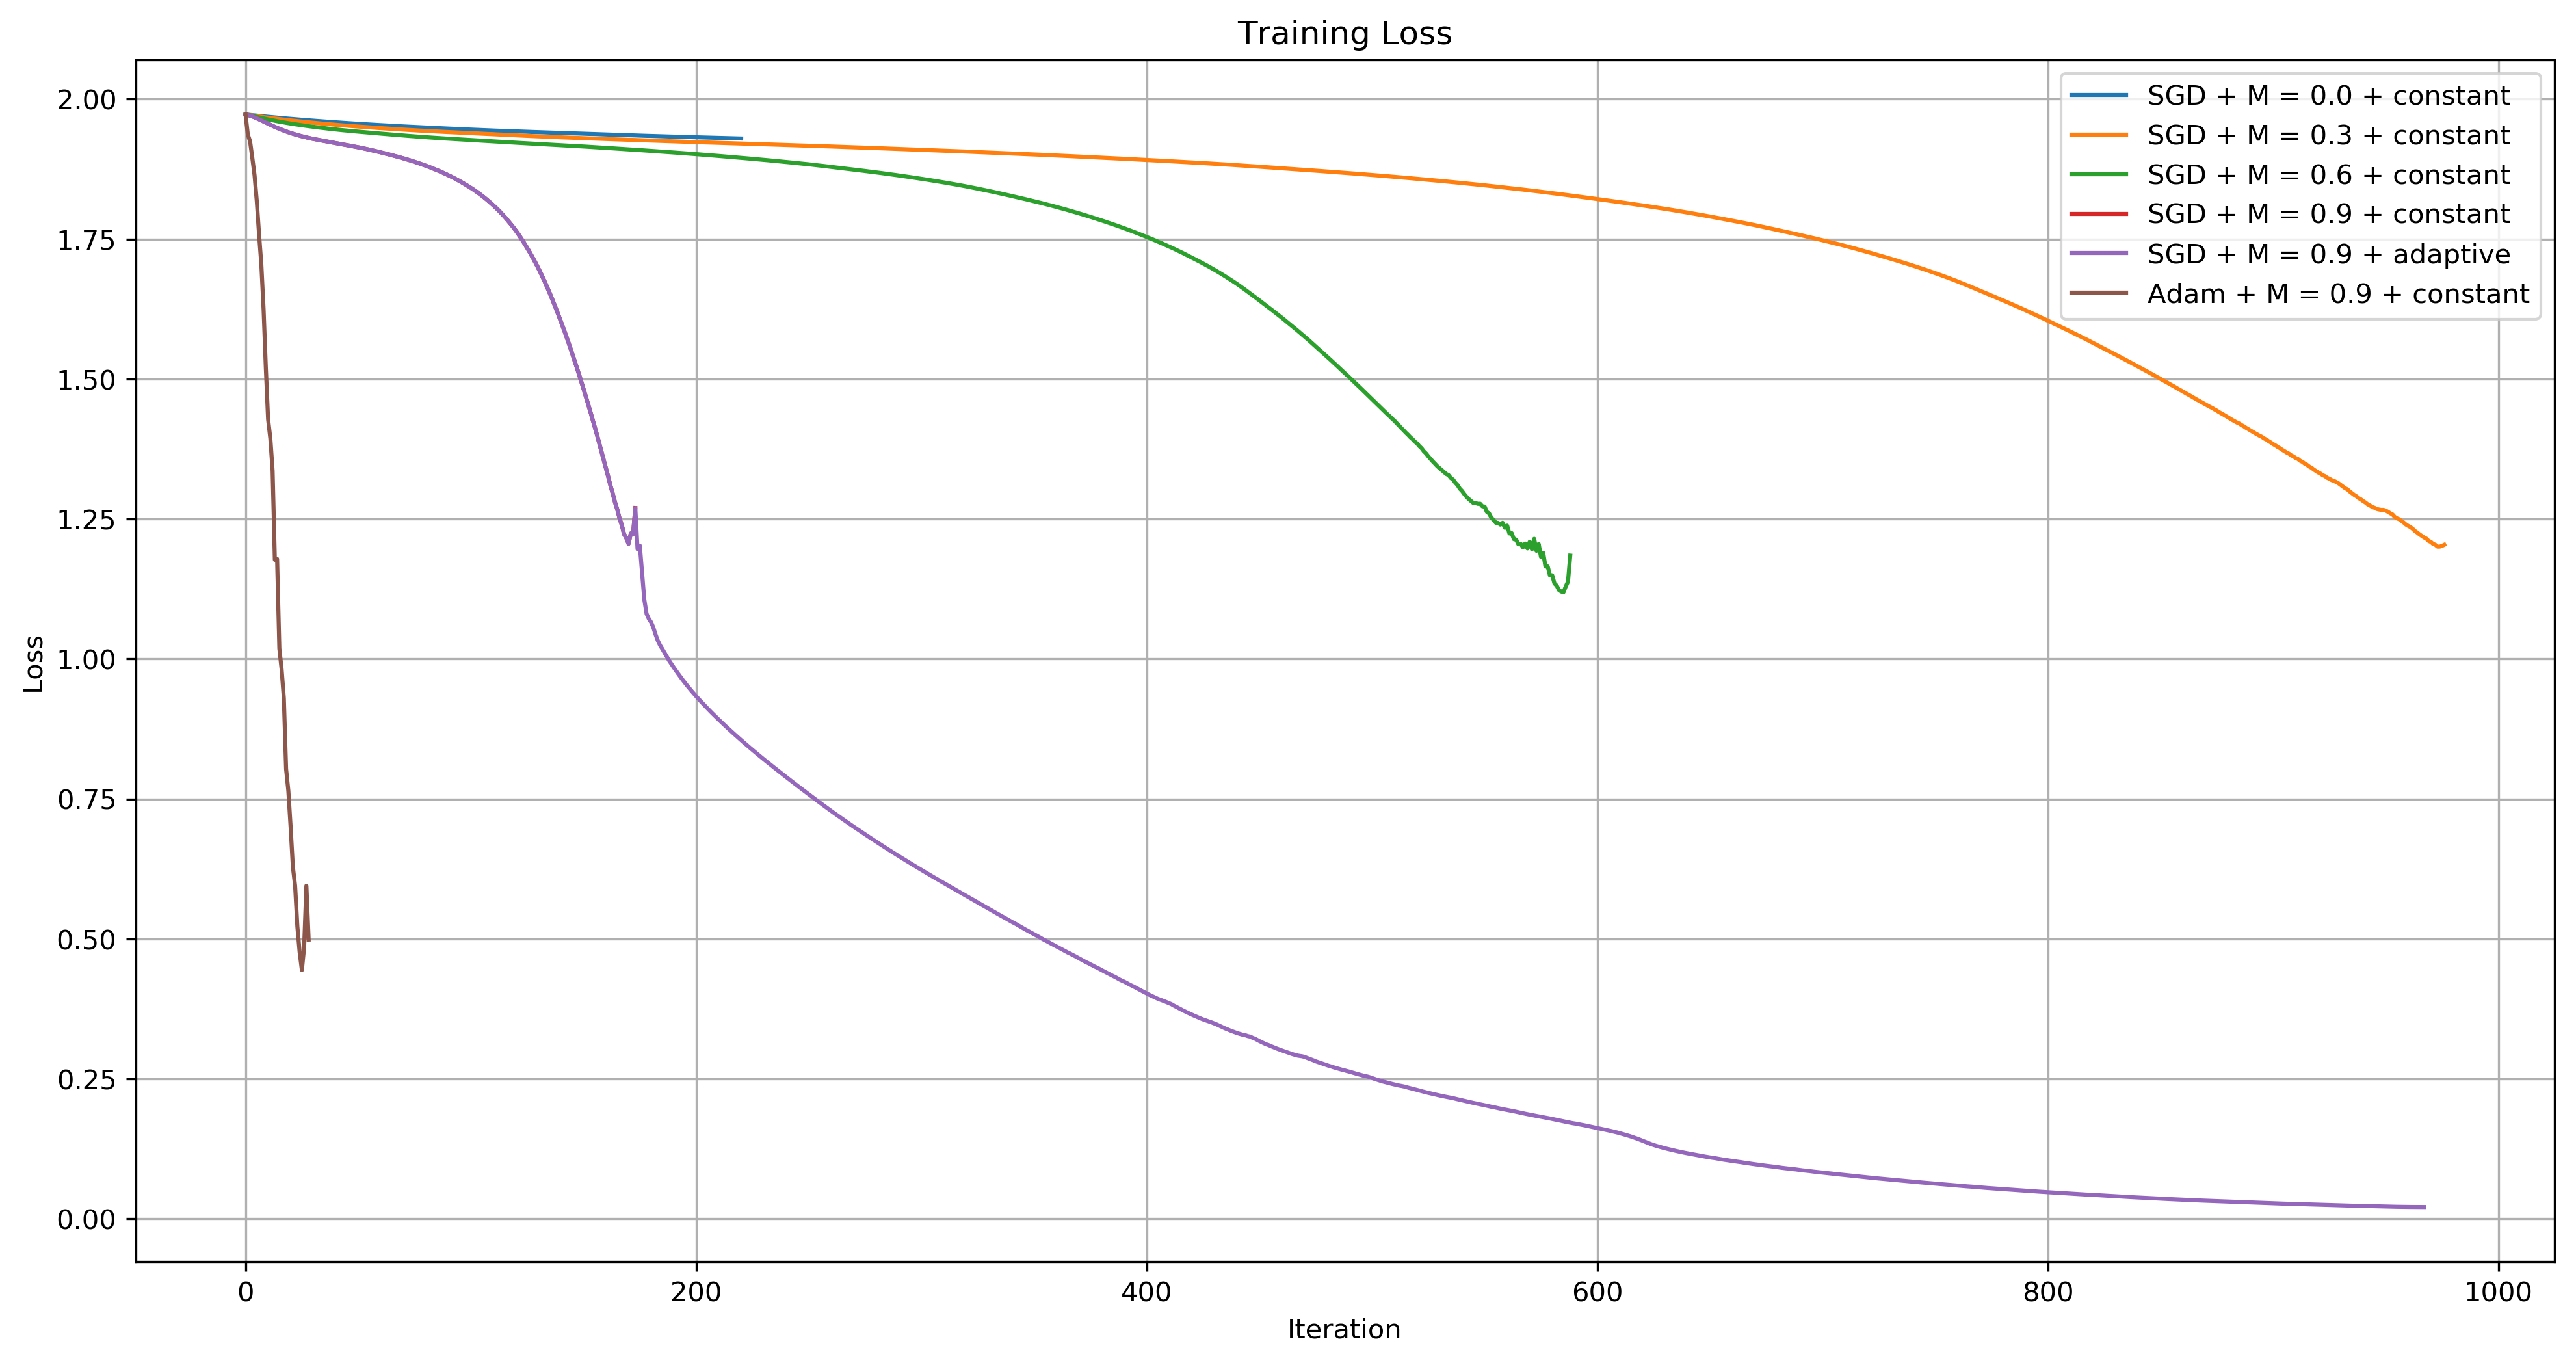 Training Loss
2.00
1.75
1.50
1.25
1.00
0.75
0.50
0.25
0.00
Loss
SGD + M = 0.0 + constant
SGD + M = 0.3 + constant
SGD + M = 0.6 + constant
SGD + M = 0.9 + constant
SGD + M = 0.9 + adaptive
Adam + M = 0.9 + constant
0 200 400 600 800 1000
Iteration